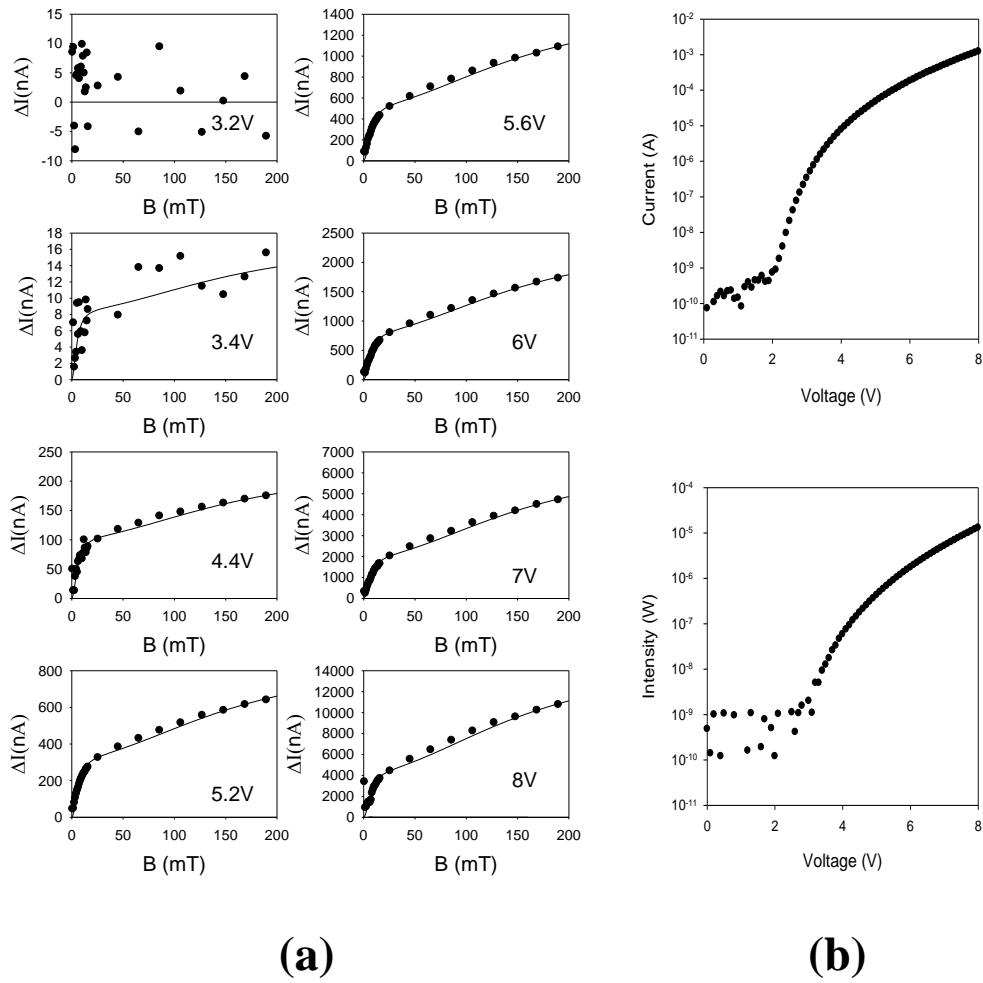 15
10
5
0
-5
-10
ΔI(nA)
3.2V
0 50 100 150 200
B (mT)
1400
1200
1000
800
600
400
200
0
ΔI(nA)
5.6V
0 50 100 150 200
B (mT)
18
16
14
12
10
8
6
4
2
0
ΔI(nA)
3.4V
0 50 100 150 200
B (mT)
2500
2000
1500
1000
500
0
ΔI(nA)
6V
0 50 100 150 200
B (mT)
250
200
150
100
50
0
ΔI(nA)
4.4V
0 50 100 150 200
B (mT)
7000
6000
5000
4000
3000
2000
1000
0
ΔI(nA)
7V
0 50 100 150 200
B (mT)
800
600
400
200
0
ΔI(nA)
5.2V
0 50 100 150 200
B (mT)
14000
12000
10000
8000
6000
4000
2000
0
ΔI(nA)
8V
0 50 100 150 200
B (mT)
(a)
10⁻²
10⁻³
10⁻⁴
10⁻⁵
10⁻⁶
10⁻⁷
10⁻⁸
10⁻⁹
10⁻¹⁰
10⁻¹¹
Current (A)
0 2 4 6 8
Voltage (V)
10⁻⁴
10⁻⁵
10⁻⁶
10⁻⁷
10⁻⁸
10⁻⁹
10⁻¹⁰
10⁻¹¹
Intensity (W)
0 2 4 6 8
Voltage (V)
(b)